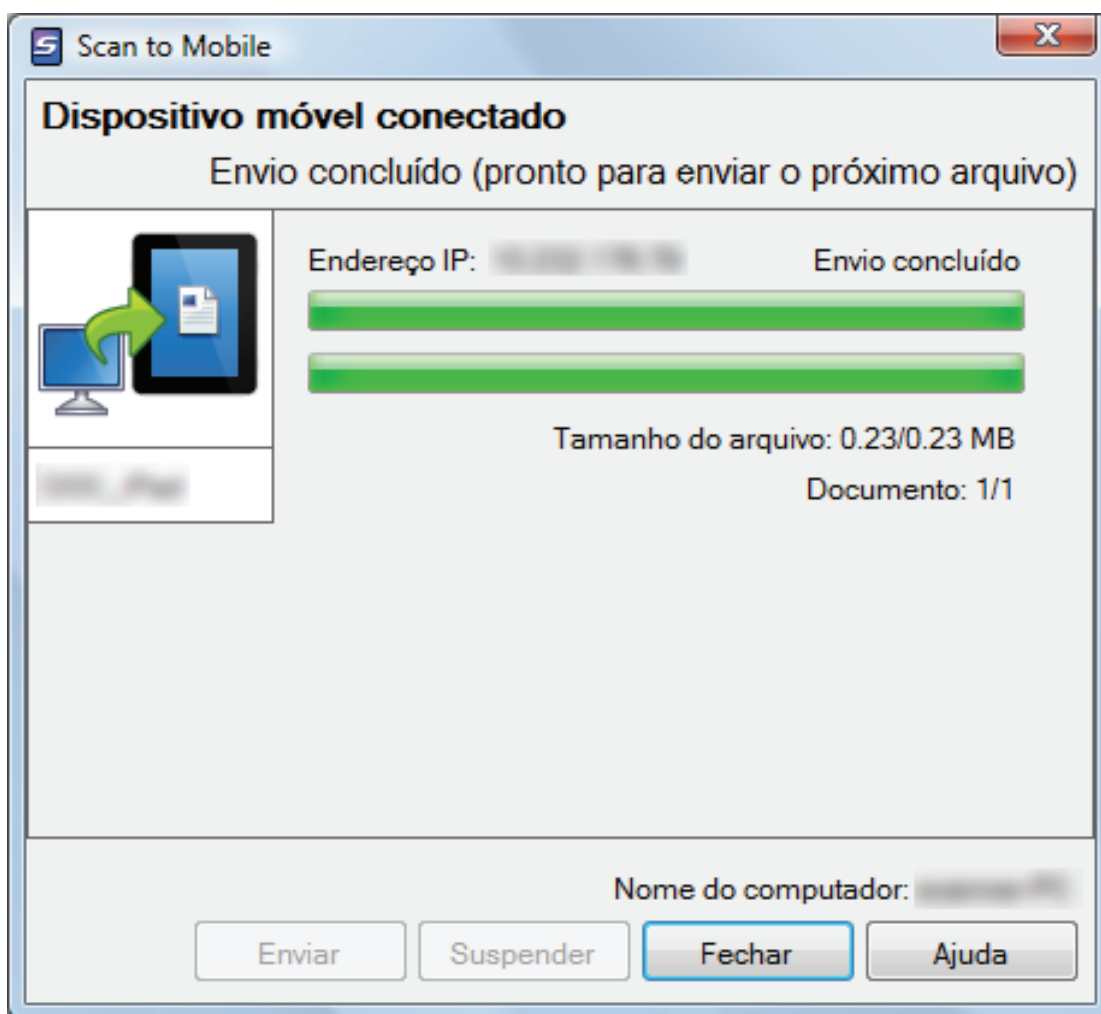 Scan to Mobile
Dispositivo móvel conectado
Envio concluído (pronto para enviar o próximo arquivo)
Endereço IP: Envio concluído
Tamanho do arquivo: 0.23/0.23 MB
Documento: 1/1
Nome do computador:
Enviar Suspender Fechar Ajuda